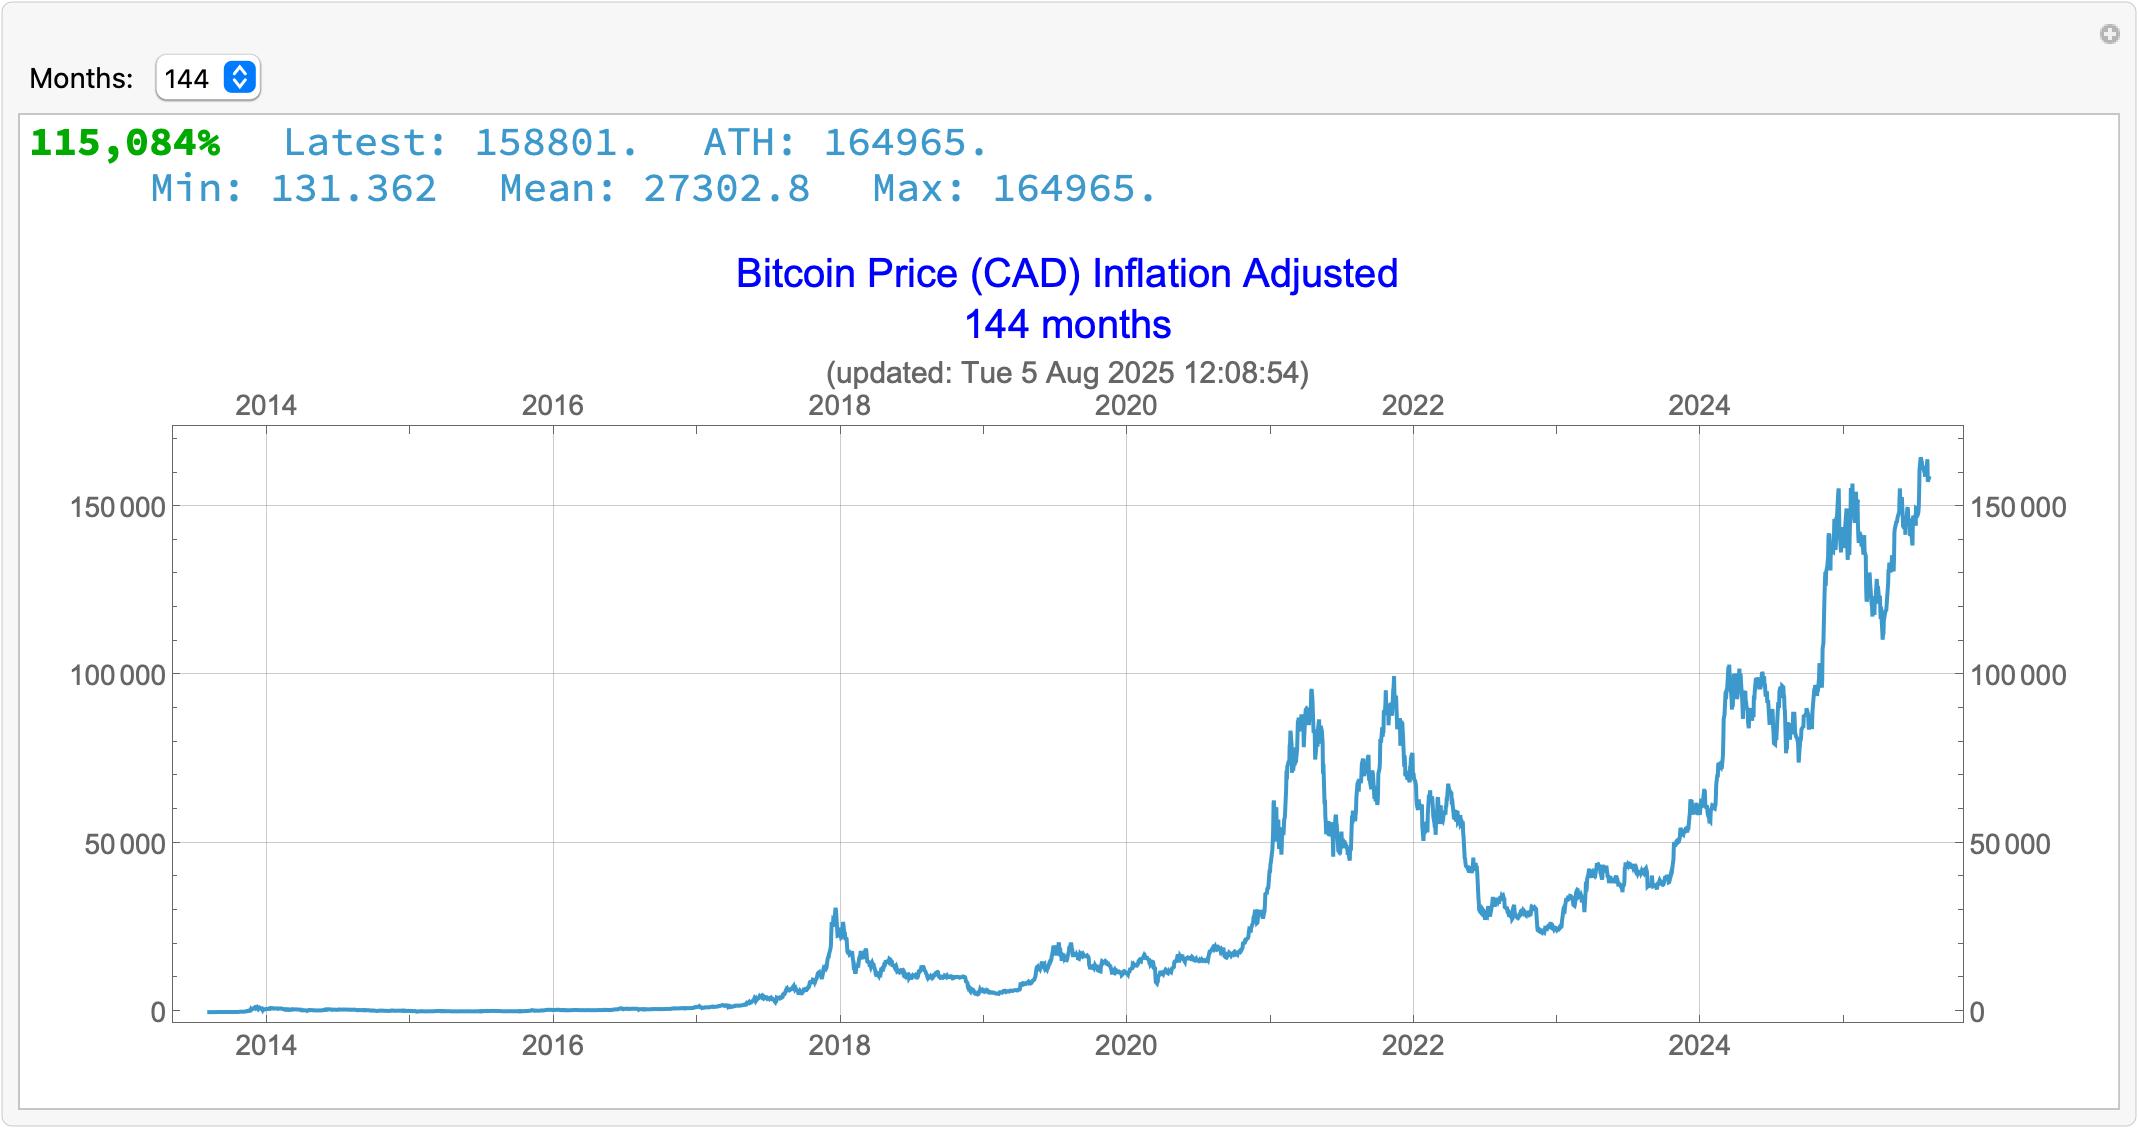 Months: 144
115,084% Latest: 158801. ATH: 164965.
Min: 131.362 Mean: 27302.8 Max: 164965.
Bitcoin Price (CAD) Inflation Adjusted
144 months
(updated: Tue 5 Aug 2025 12:08:54)
2014 2016 2018 2020 2022 2024
150 000 150 000
100 000 100 000
50 000 50 000
0 0
2014 2016 2018 2020 2022 2024